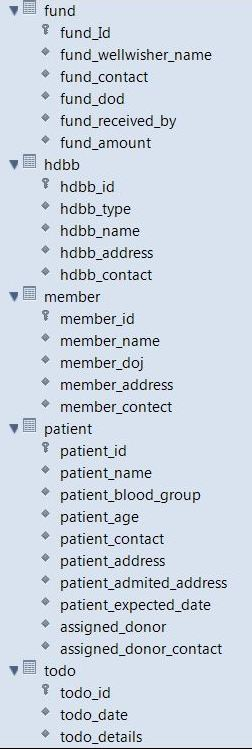 fund
fund_Id
fund_wellwisher_name
fund_contact
fund_dod
fund_received_by
fund_amount
hdbb
hdbb_id
hdbb_type
hdbb_name
hdbb_address
hdbb_contact
member
member_id
member_name
member_doj
member_address
member_contect
patient
patient_id
patient_name
patient_blood_group
patient_age
patient_contact
patient_address
patient_admited_address
patient_expected_date
assigned_donor
assigned_donor_contact
todo
todo_id
todo_date
todo_details